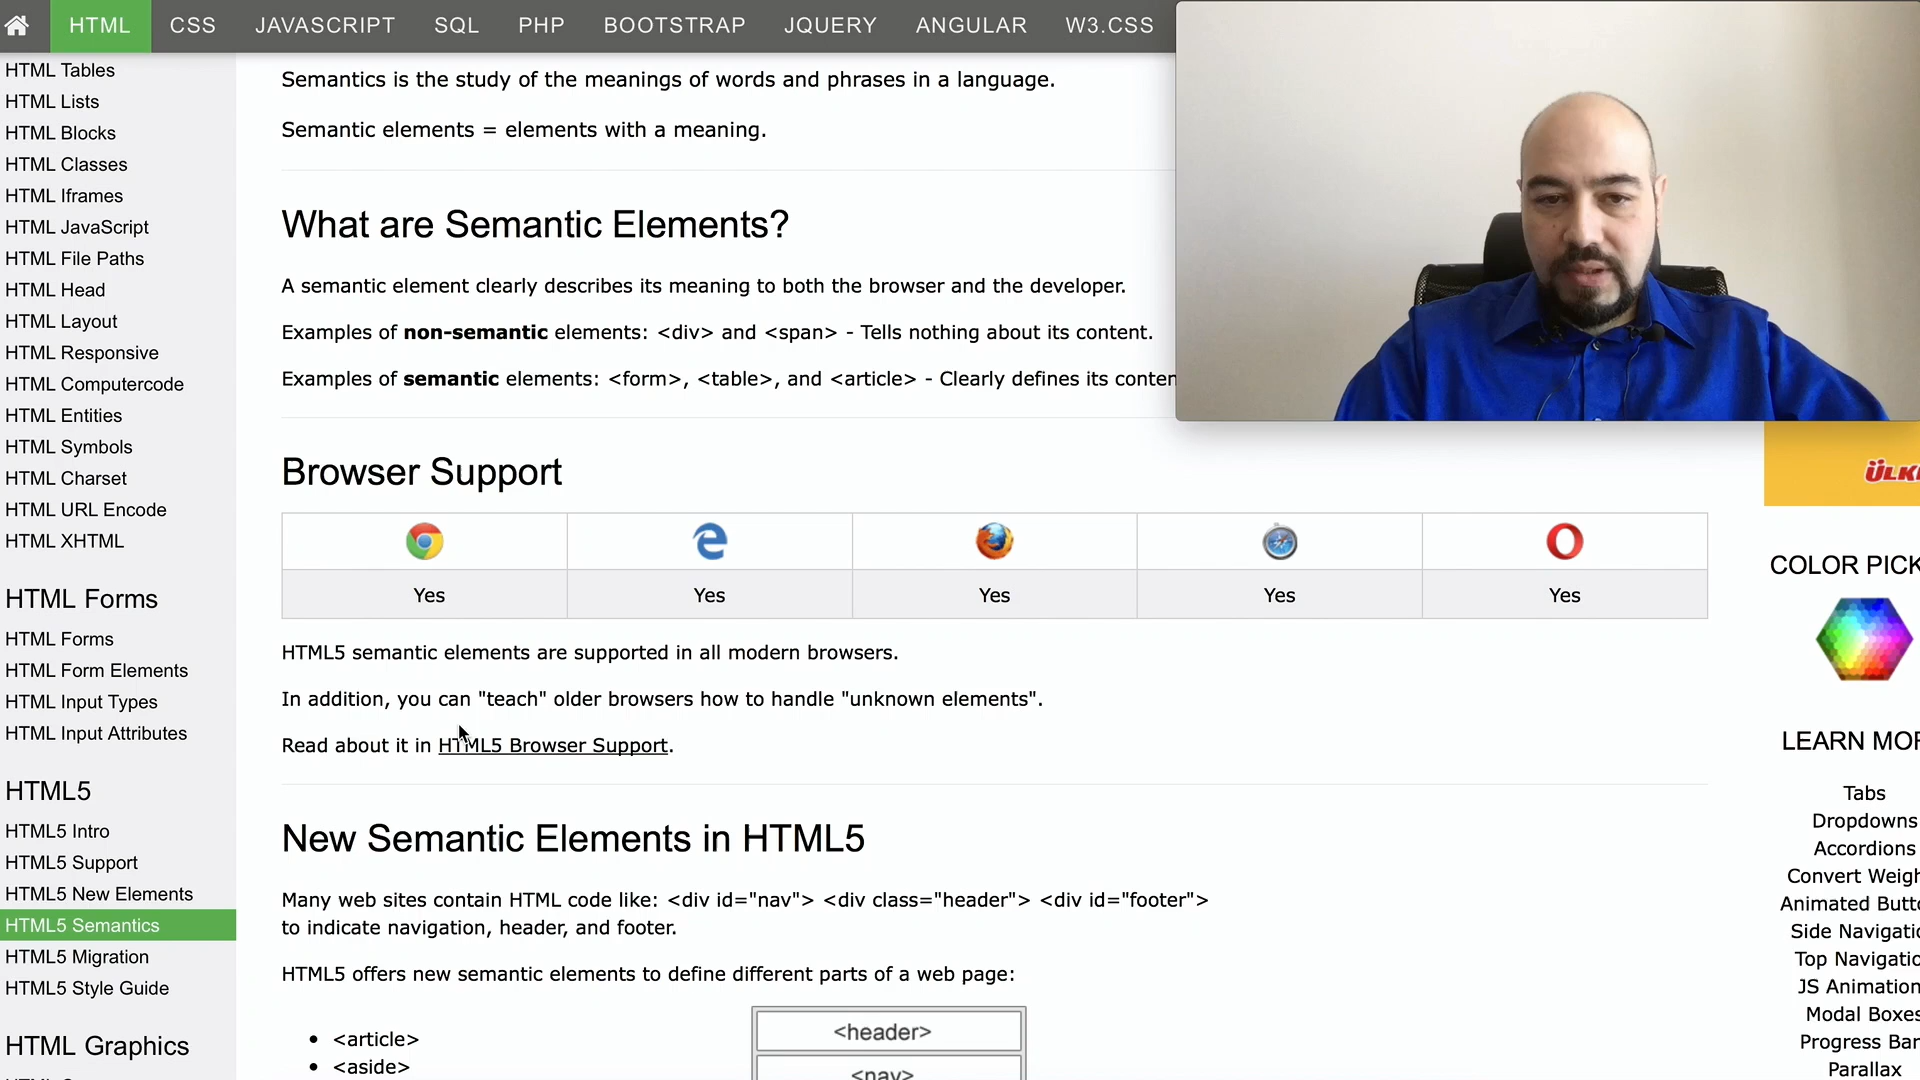 HTML CSS JAVASCRIPT SQL PHP BOOTSTRAP JQUERY ANGULAR W3.CSS
HTML Tables
HTML Lists
HTML Blocks
HTML Classes
HTML Iframes
HTML JavaScript
HTML File Paths
HTML Head
HTML Layout
HTML Responsive
HTML Computercode
HTML Entities
HTML Symbols
HTML Charset
HTML URL Encode
HTML XHTML
HTML Forms
HTML Forms
HTML Form Elements
HTML Input Types
HTML Input Attributes
HTML5
HTML5 Intro
HTML5 Support
HTML5 New Elements
HTML5 Semantics
HTML5 Migration
HTML5 Style Guide
HTML Graphics
Semantics is the study of the meanings of words and phrases in a language.
Semantic elements = elements with a meaning.
What are Semantic Elements?
A semantic element clearly describes its meaning to both the browser and the developer.
Examples of non-semantic elements: <div> and <span> - Tells nothing about its content.
Examples of semantic elements: <form>, <table>, and <article> - Clearly defines its conten
Browser Support
Yes Yes Yes Yes Yes
HTML5 semantic elements are supported in all modern browsers.
In addition, you can "teach" older browsers how to handle "unknown elements".
Read about it in HTML5 Browser Support.
New Semantic Elements in HTML5
Many web sites contain HTML code like: <div id="nav"> <div class="header"> <div id="footer">
to indicate navigation, header, and footer.
HTML5 offers new semantic elements to define different parts of a web page:
• <article>
• <aside>
<header>
<nav>
ÜLK
COLOR PICK
LEARN MOR
Tabs
Dropdowns
Accordions
Convert Weigh
Animated Butto
Side Navigatio
Top Navigatio
JS Animation
Modal Boxes
Progress Bar
Parallax